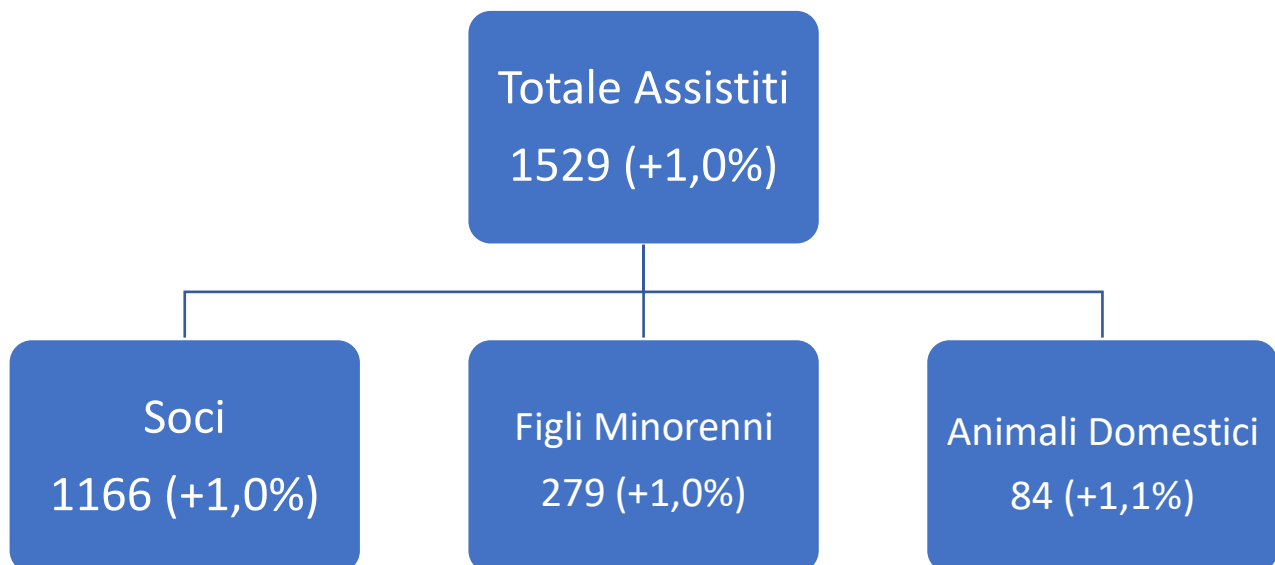 Totale Assistiti
1529 (+1,0%)
Soci
1166 (+1,0%)
Figli Minorenni
279 (+1,0%)
Animali Domestici
84 (+1,1%)